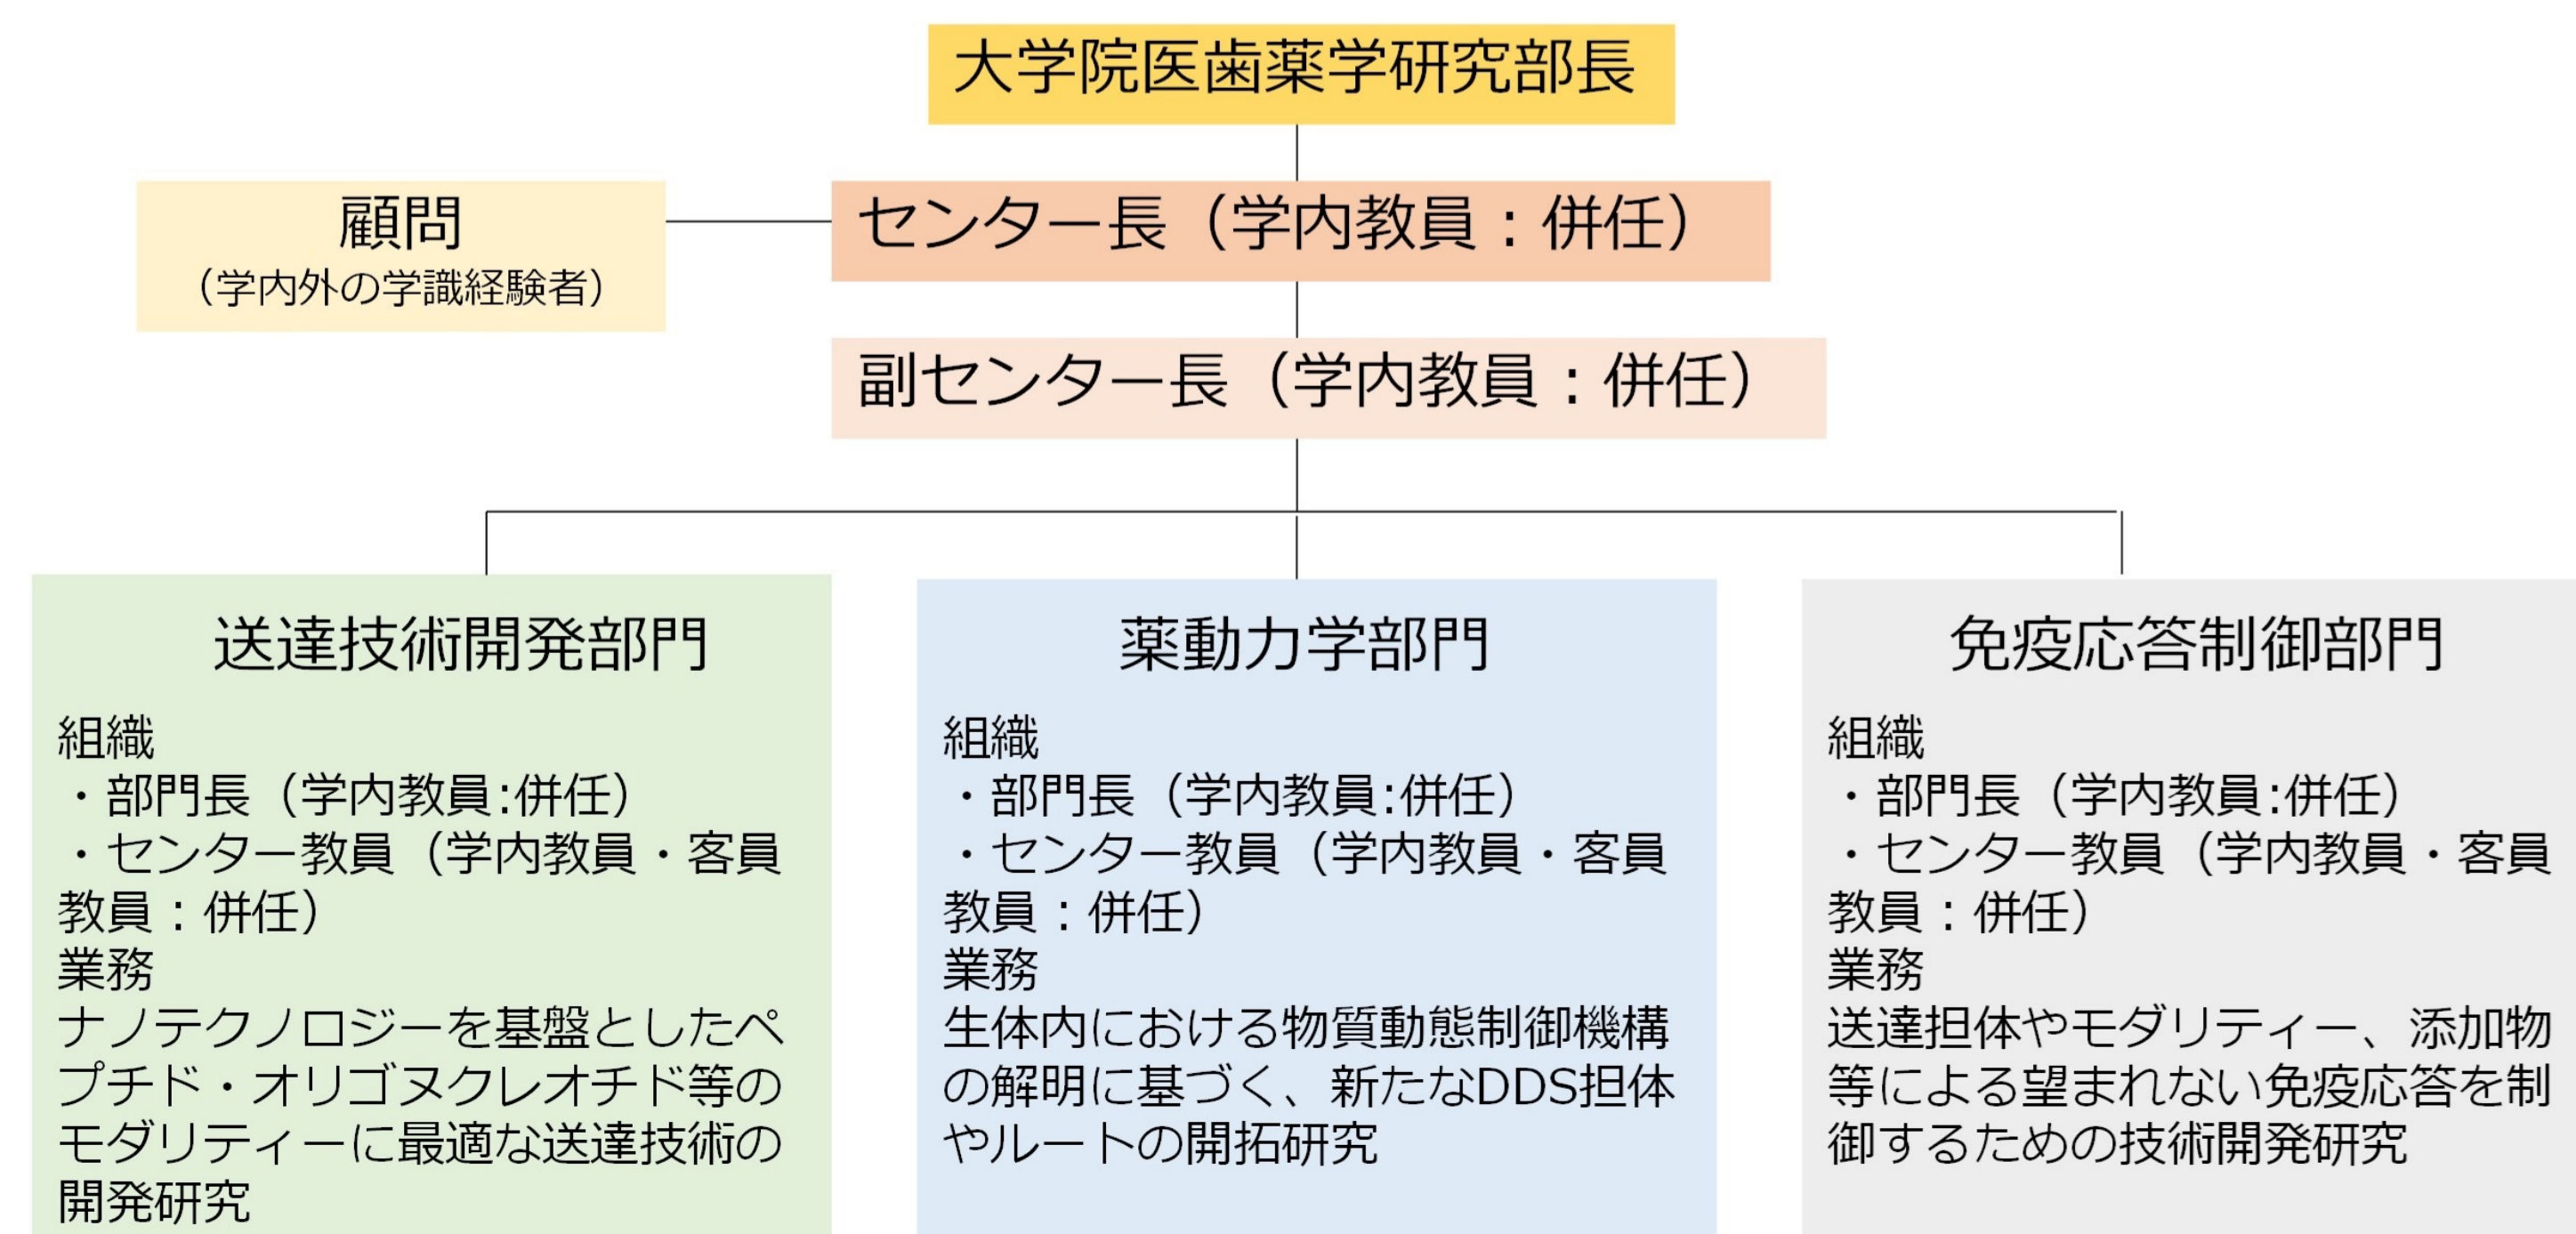 大学院医歯薬学研究部長
顧問
（学内外の学識経験者）
センター長（学内教員：併任）
副センター長（学内教員：併任）
送達技術開発部門
組織
・部門長（学内教員:併任）
・センター教員（学内教員・客員
教員：併任）
業務
ナノテクノロジーを基盤としたペ
プチド・オリゴヌクレオチド等の
モダリティーに最適な送達技術の
開発研究
薬動力学部門
組織
・部門長（学内教員:併任）
・センター教員（学内教員・客員
教員：併任）
業務
生体内における物質動態制御機構
の解明に基づく、新たなDDS担体
やルートの開拓研究
免疫応答制御部門
組織
・部門長（学内教員:併任）
・センター教員（学内教員・客員
教員：併任）
業務
送達担体やモダリティー、添加物
等による望まれない免疫応答を制
御するための技術開発研究